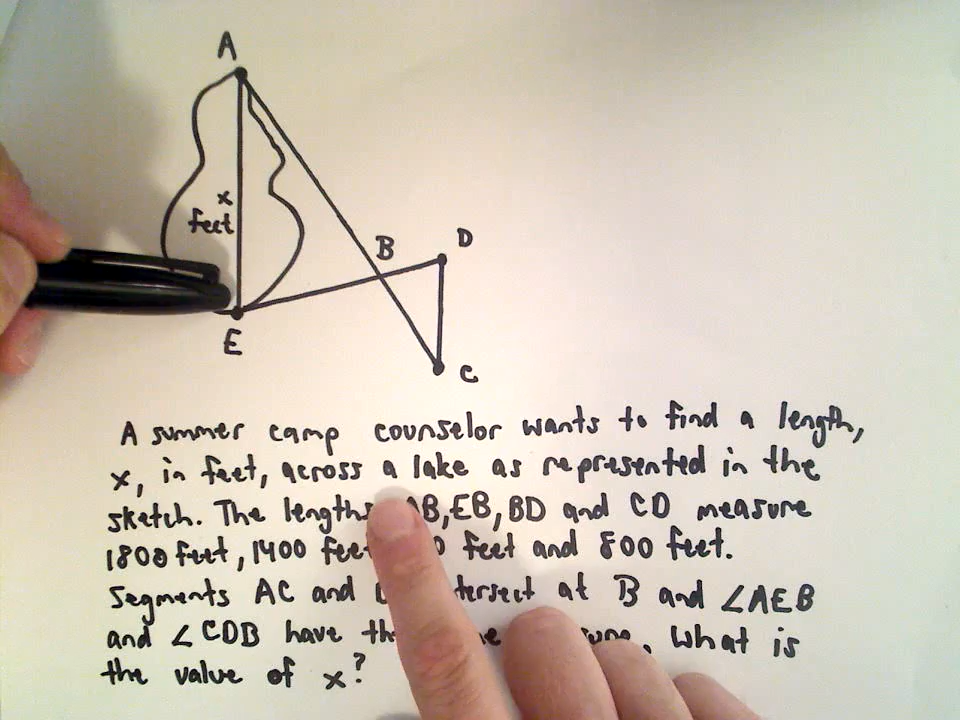 A
x
feet
B
D
E
C
A summer camp counselor wants to find a length,
x, in feet, across a lake as represented in the
sketch. The lengths AB, EB, BD and CD measure
1800 feet, 1400 feet and 800 feet.
Segments AC and intersect at B and ∠AEB
and ∠CDB have the measure. What is
the value of x?